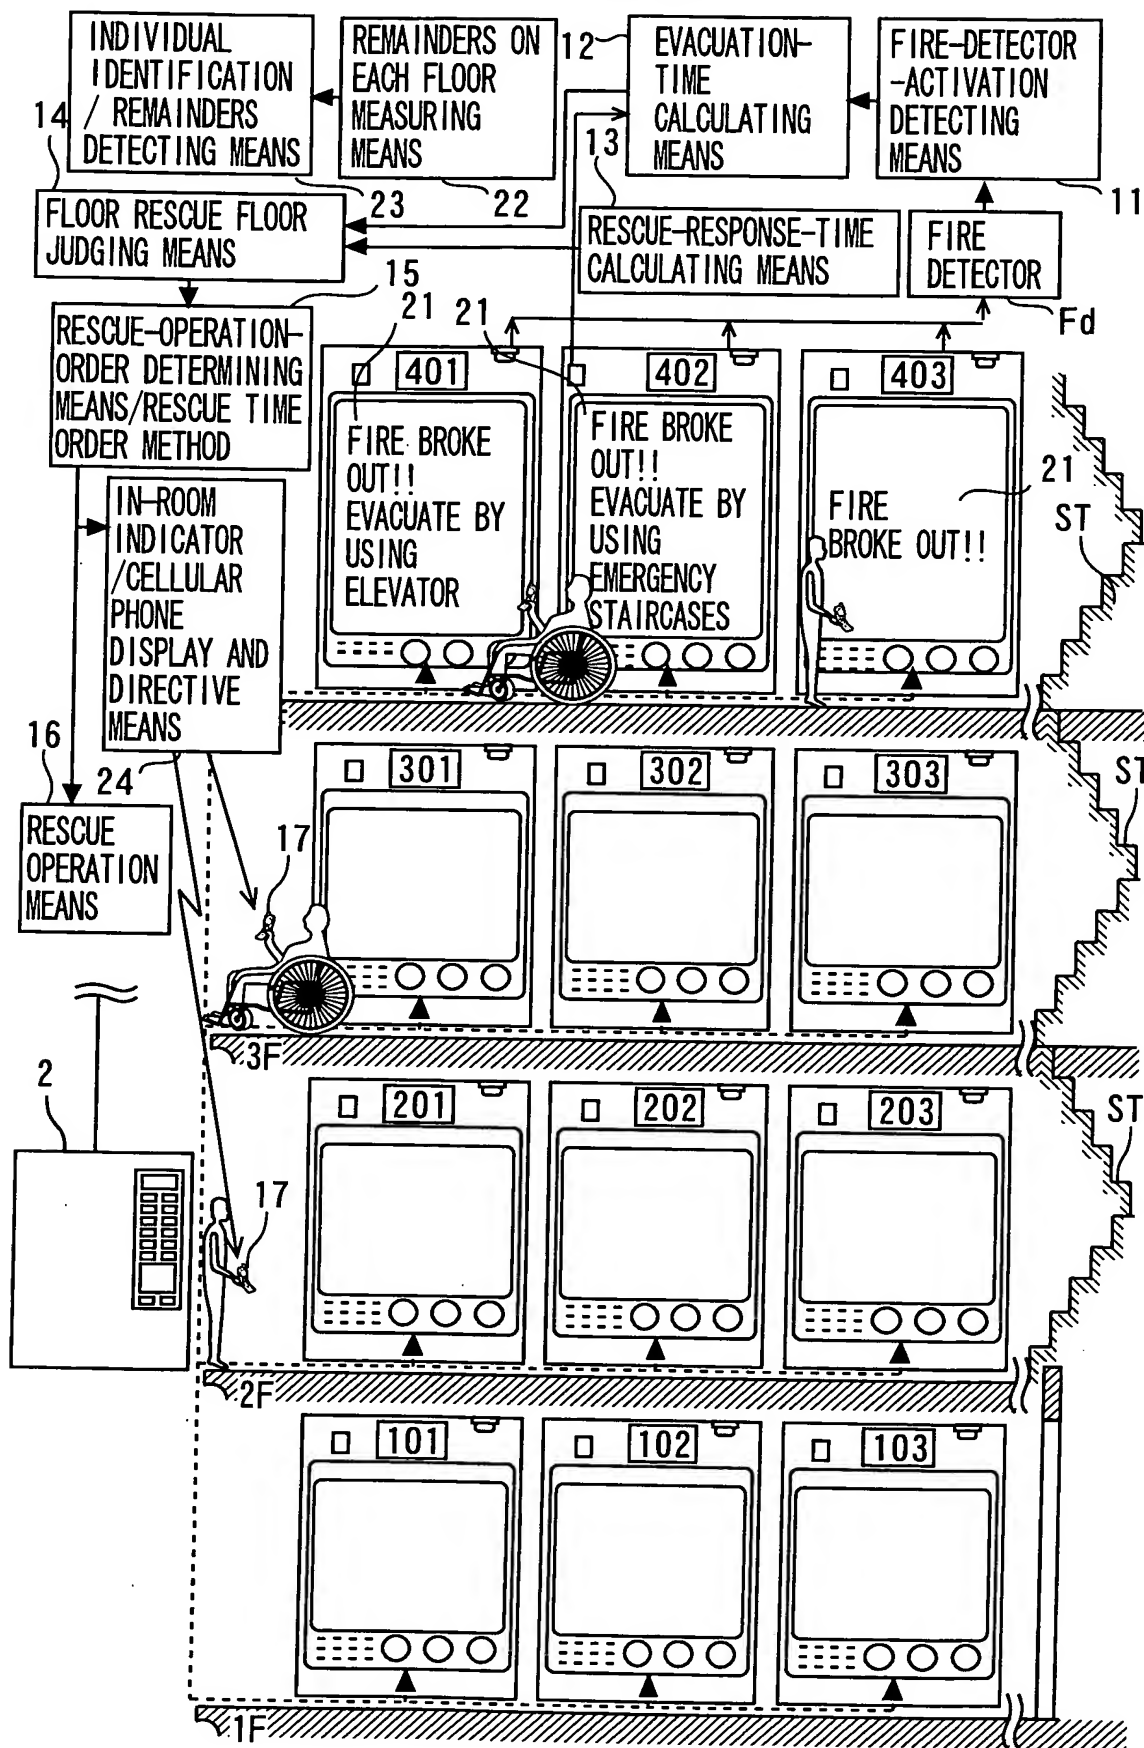 INDIVIDUAL
IDENTIFICATION
/ REMAINDERS
DETECTING MEANS
23
REMAINDERS ON
EACH FLOOR
MEASURING
MEANS
22
12
EVACUATION-
TIME
CALCULATING
MEANS
FIRE-DETECTOR
-ACTIVATION
DETECTING
MEANS
11
14
FLOOR RESCUE FLOOR
JUDGING MEANS
13
RESCUE-RESPONSE-TIME
CALCULATING MEANS
FIRE
DETECTOR
Fd
15
RESCUE-OPERATION-
ORDER DETERMINING
MEANS/RESCUE TIME
ORDER METHOD
21
21
401
FIRE BROKE
OUT!!
EVACUATE BY
USING
ELEVATOR
402
FIRE BROKE
OUT!!
EVACUATE BY
USING
EMERGENCY
STAIRCASES
403
FIRE
BROKE OUT!!
21
ST
IN-ROOM
INDICATOR
/CELLULAR
PHONE
DISPLAY AND
DIRECTIVE
MEANS
24
16
RESCUE
OPERATION
MEANS
301
302
303
ST
17
3F
2
201
202
203
ST
17
2F
101
102
103
1F